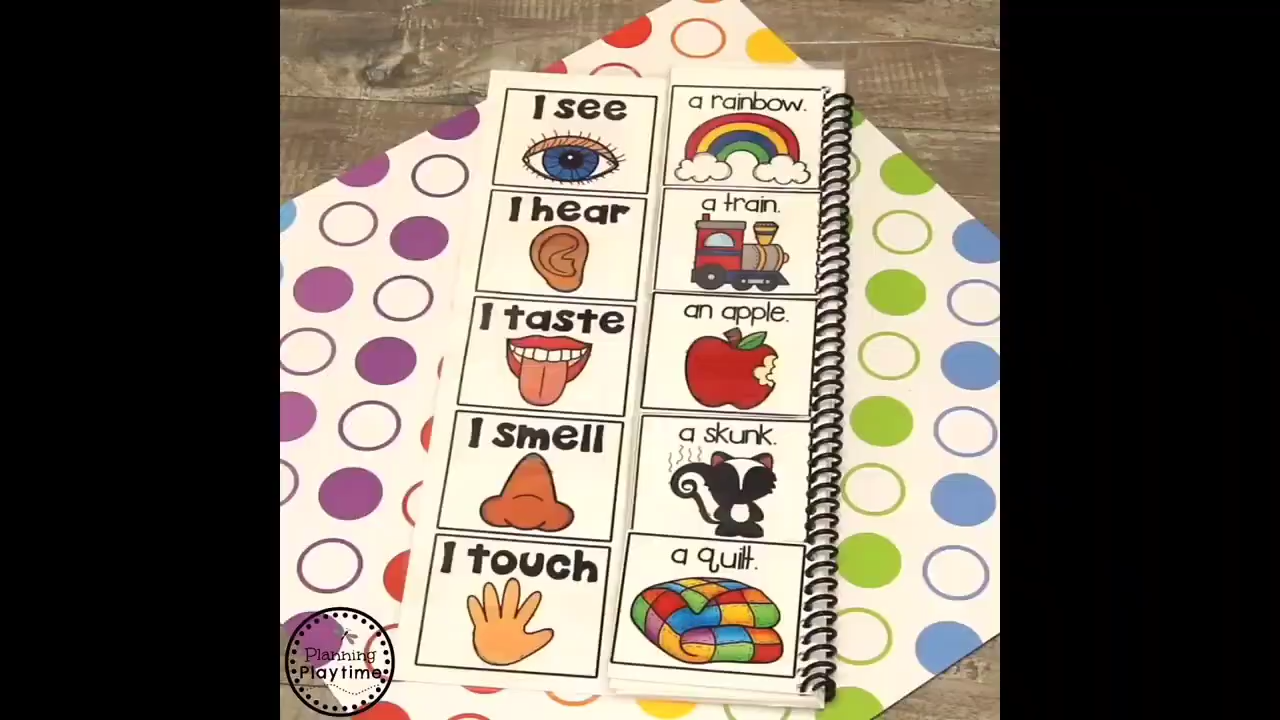 I see
a rainbow.
I hear
a train.
I taste
an apple.
I smell
a skunk.
I touch
a quilt.
Planning
Playtime